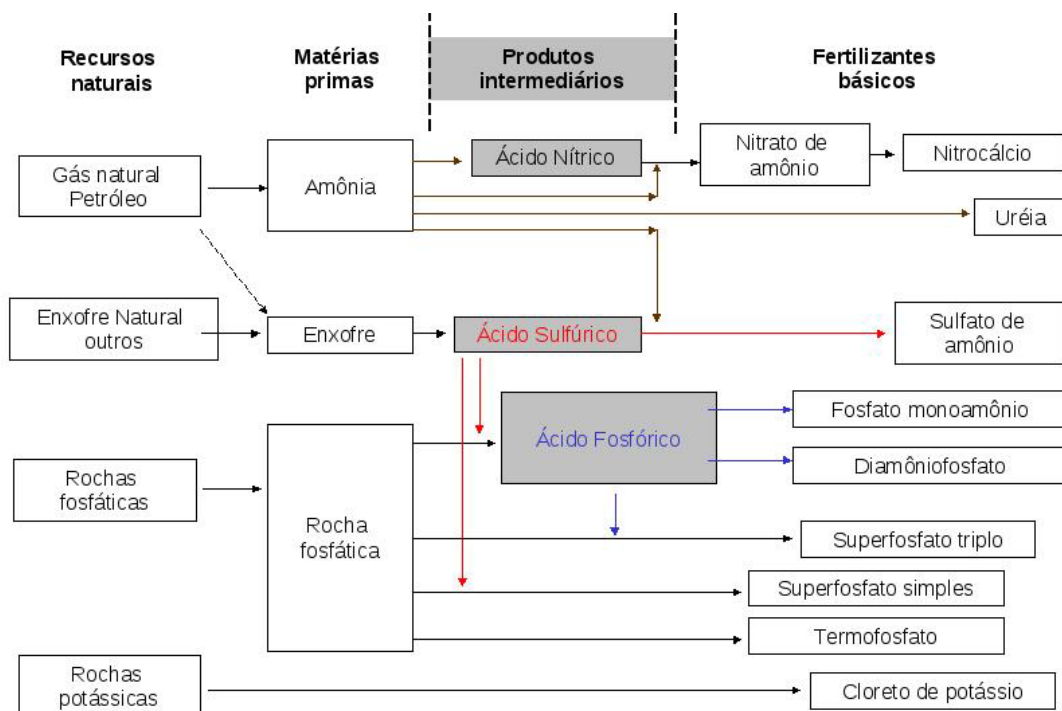 Recursos
naturais
Matérias
primas
Produtos
intermediários
Fertilizantes
básicos
Gás natural
Petróleo
Amônia
Ácido Nítrico
Nitrato de
amônio
Nitrocálcio
Uréia
Enxofre Natural
outros
Enxofre
Ácido Sulfúrico
Sulfato de
amônio
Rochas
fosfáticas
Rocha
fosfática
Ácido Fosfórico
Fosfato monoamônio
Diamôniofosfato
Superfosfato triplo
Superfosfato simples
Termofosfato
Rochas
potássicas
Cloreto de potássio